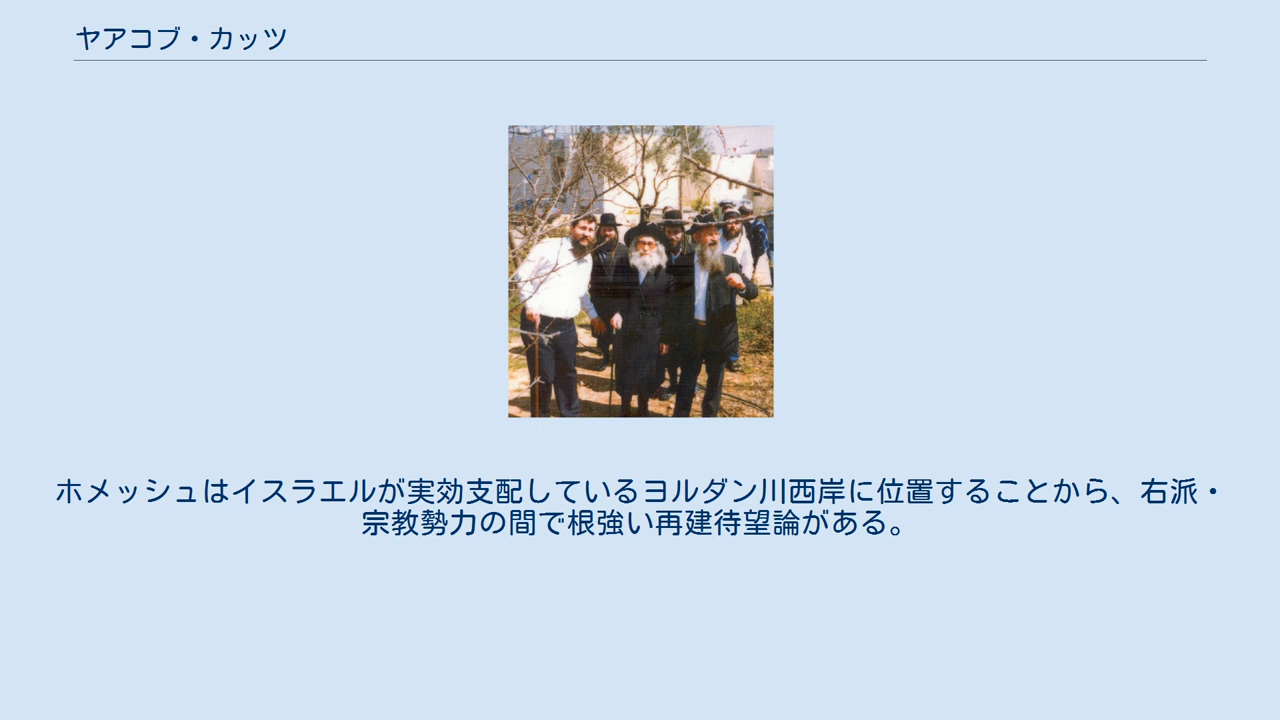 ヤアコブ・カッツ
ホメッシュはイスラエルが実効支配しているヨルダン川西岸に位置することから、右派・
宗教勢力の間で根強い再建待望論がある。